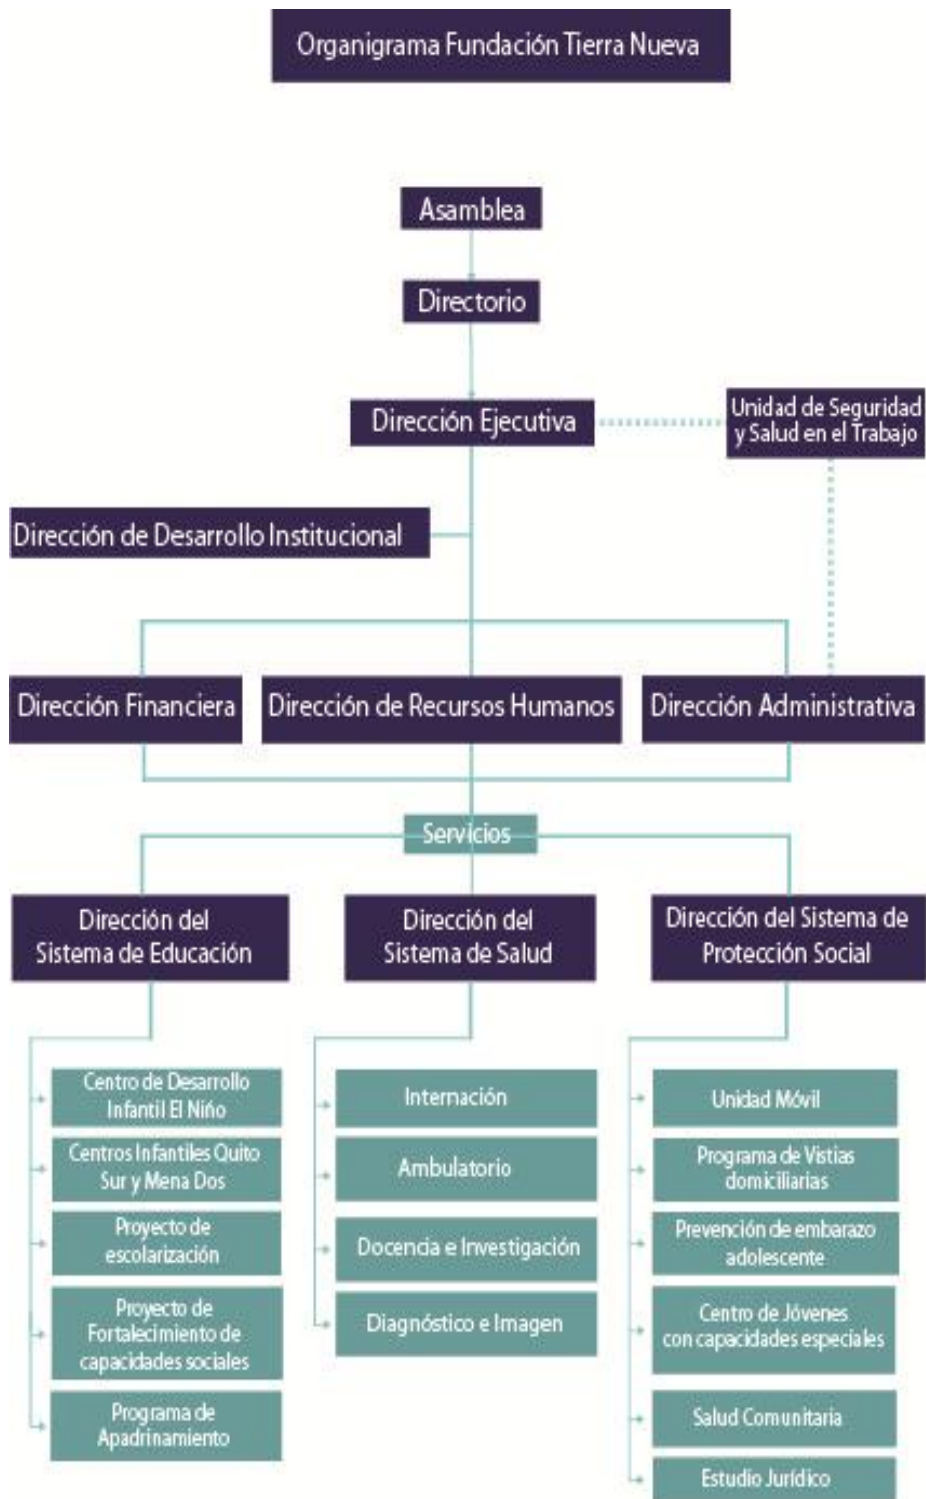 Organigrama Fundación Tierra Nueva
Asamblea
Directorio
Dirección Ejecutiva
Unidad de Seguridad
y Salud en el Trabajo
Dirección de Desarrollo Institucional
Dirección Financiera
Dirección de Recursos Humanos
Dirección Administrativa
Servicios
Dirección del
Sistema de Educación
Dirección del
Sistema de Salud
Dirección del Sistema de
Protección Social
Centro de Desarrollo
Infantil El Niño
Centros Infantiles Quito
Sur y Mena Dos
Proyecto de
escolarización
Proyecto de
Fortalecimiento de
capacidades sociales
Programa de
Apadrinamiento
Internación
Ambulatorio
Docencia e Investigación
Diagnóstico e Imagen
Unidad Móvil
Programa de Vistias
domiciliarias
Prevención de embarazo
adolescente
Centro de Jóvenes
con capacidades especiales
Salud Comunitaria
Estudio Jurídico